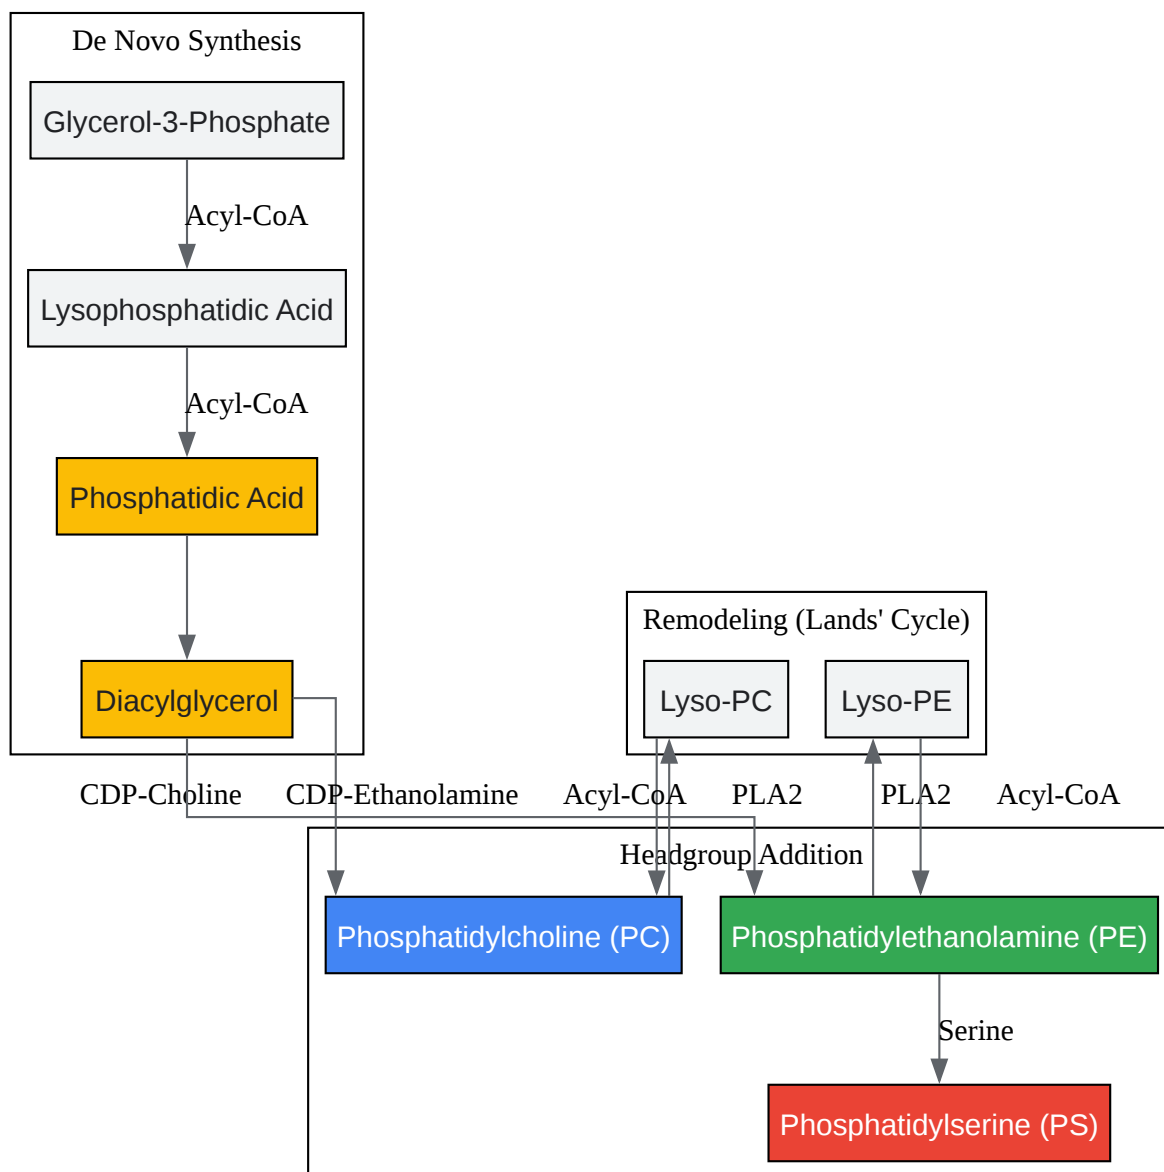 De Novo Synthesis
Glycerol-3-Phosphate
Acyl-CoA
Lysophosphatidic Acid
Acyl-CoA
Phosphatidic Acid
Remodeling (Lands' Cycle)
Diacylglycerol
Lyso-PC
Lyso-PE
CDP-Choline
CDP-Ethanolamine
Acyl-CoA
PLA2
PLA2
Acyl-CoA
Headgroup Addition
Phosphatidylcholine (PC)
Phosphatidylethanolamine (PE)
Serine
Phosphatidylserine (PS)